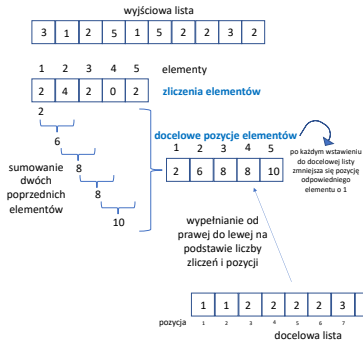 wyjściowa lista
3 1 2 5 1 5 2 2 3 2
1 2 3 4 5 elementy
2 4 2 0 2 zliczenia elementów
2
6
8
8
10
sumowanie
dwóch
poprzednich
elementów
docelowe pozycje elementów
1 2 3 4 5
2 6 8 8 10
po każdym wstawieniu
do docelowej listy
zmniejsza się pozycję
odpowiedniego
elementu o 1
wypełnianie od
prawej do lewej na
podstawie liczby
zliczeń i pozycji
1 1 2 2 2 2 3
pozycja 1 2 3 4 5 6 7
docelowa lista